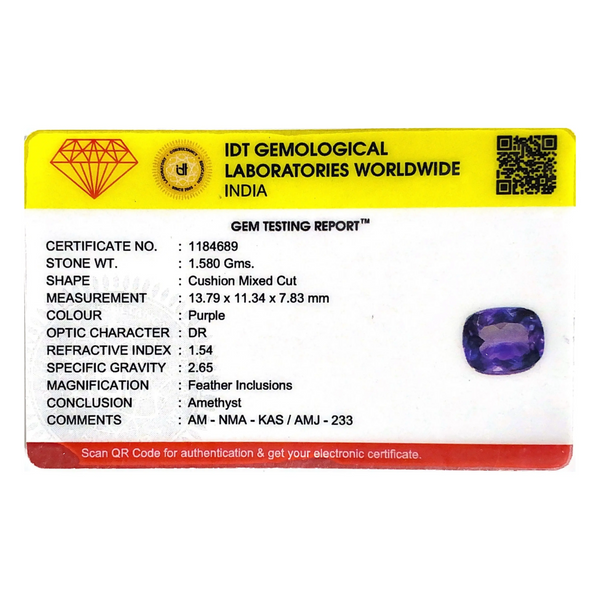 IDT GEMOLOGICAL
LABORATORIES WORLDWIDE
INDIA
GEM TESTING REPORT™
CERTIFICATE NO. : 1184689
STONE WT. : 1.580 Gms.
SHAPE : Cushion Mixed Cut
MEASUREMENT : 13.79 x 11.34 x 7.83 mm
COLOUR : Purple
OPTIC CHARACTER : DR
REFRACTIVE INDEX : 1.54
SPECIFIC GRAVITY : 2.65
MAGNIFICATION : Feather Inclusions
CONCLUSION : Amethyst
COMMENTS : AM - NMA - KAS / AMJ - 233
Scan QR Code for authentication & get your electronic certificate.